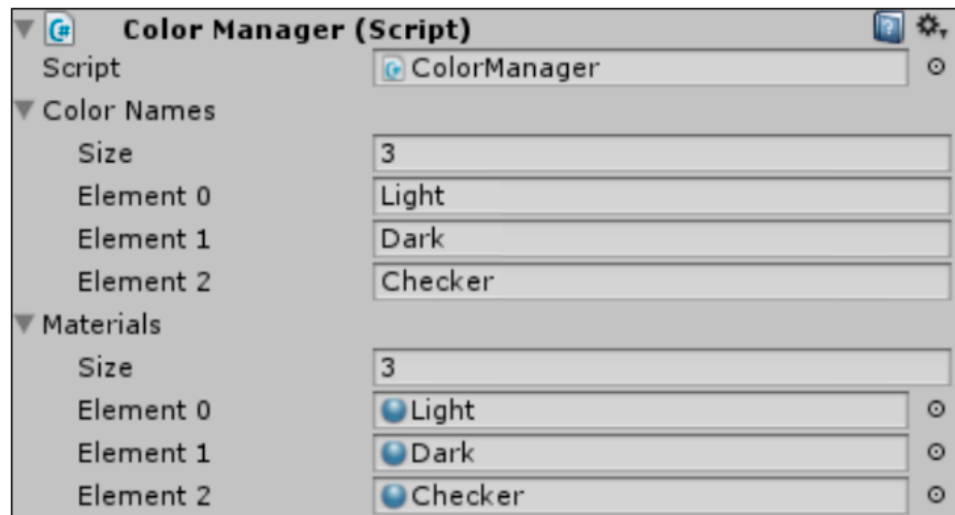 Color Manager (Script)
Script ColorManager
Color Names
Size 3
Element 0 Light
Element 1 Dark
Element 2 Checker
Materials
Size 3
Element 0 Light
Element 1 Dark
Element 2 Checker